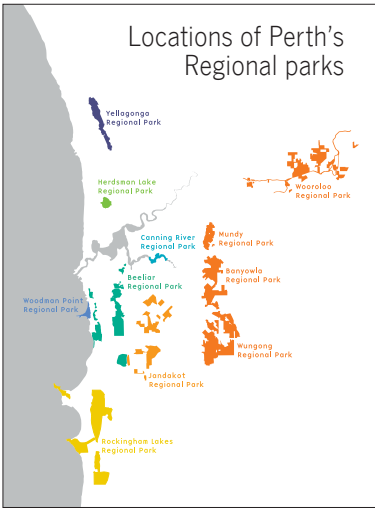 Locations of Perth's
Regional parks
Yellagonga
Regional Park
Herdsman Lake
Regional Park
Wooroloo
Regional Park
Canning River
Regional Park
Mundy
Regional Park
Beeliar
Regional Park
Banyowla
Regional Park
Woodman Point
Regional Park
Wungong
Regional Park
Jandakot
Regional Park
Rockingham Lakes
Regional Park